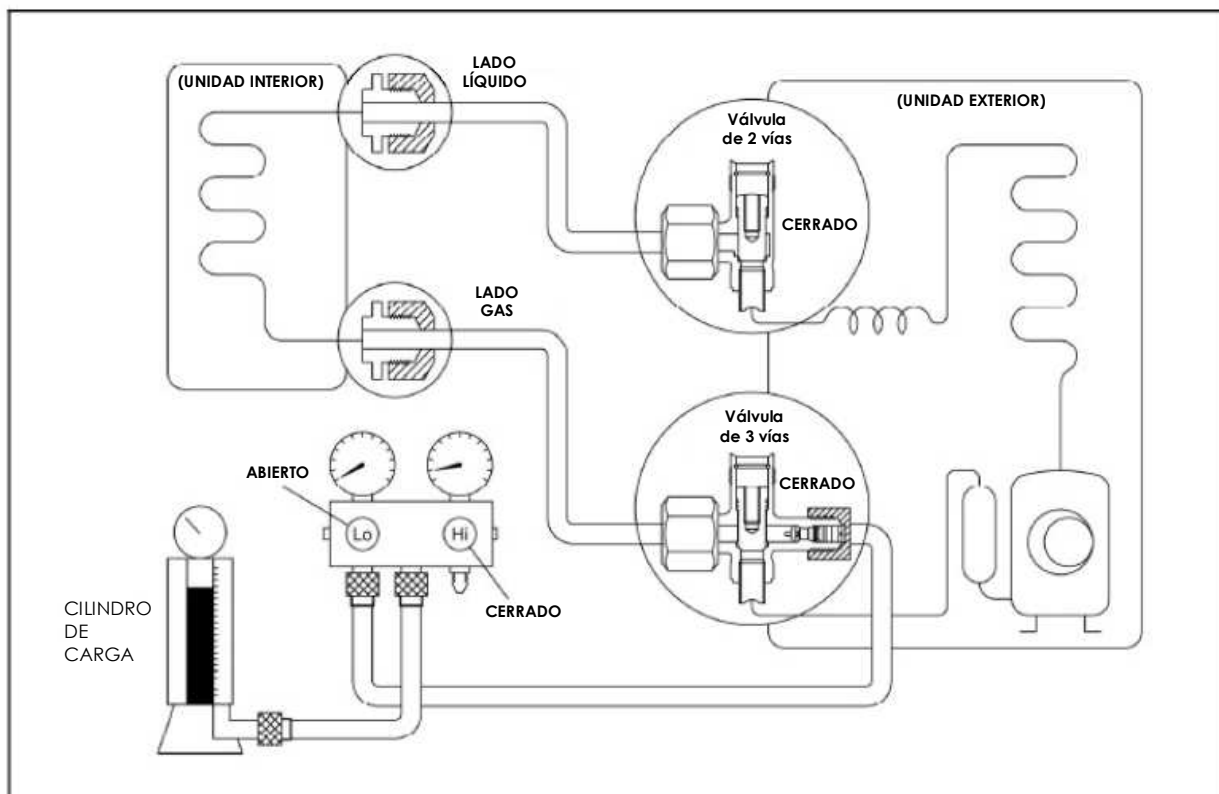 (UNIDAD INTERIOR)
LADO
LÍQUIDO
(UNIDAD EXTERIOR)
Válvula
de 2 vías
CERRADO
LADO
GAS
Válvula
de 3 vías
CERRADO
ABIERTO
Lo
Hi
CERRADO
CILINDRO
DE
CARGA